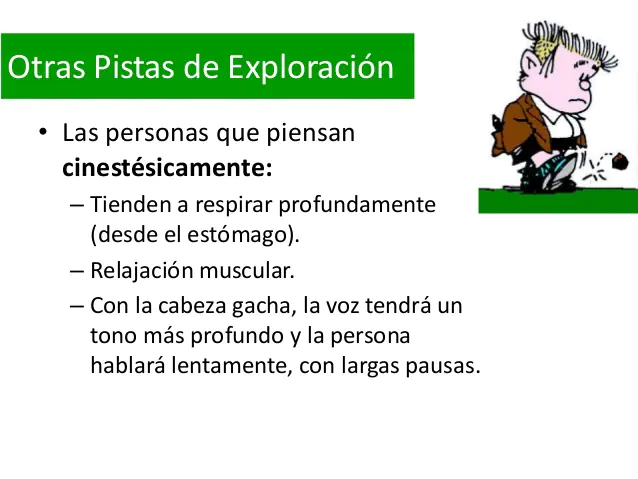 Otras Pistas de Exploración
• Las personas que piensan
cinestésicamente:
– Tienden a respirar profundamente
(desde el estómago).
– Relajación muscular.
– Con la cabeza gacha, la voz tendrá un
tono más profundo y la persona
hablará lentamente, con largas pausas.